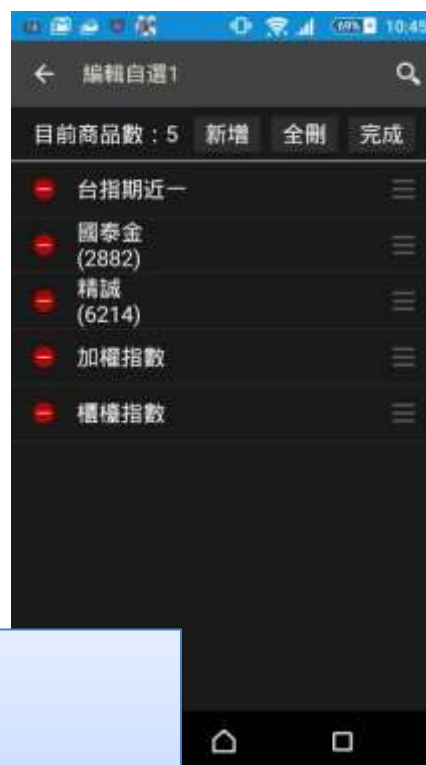 69% 10:45
編輯自選1
目前商品數：5 新增 全刪 完成
台指期近一
國泰金
(2882)
精誠
(6214)
加權指數
櫃檯指數